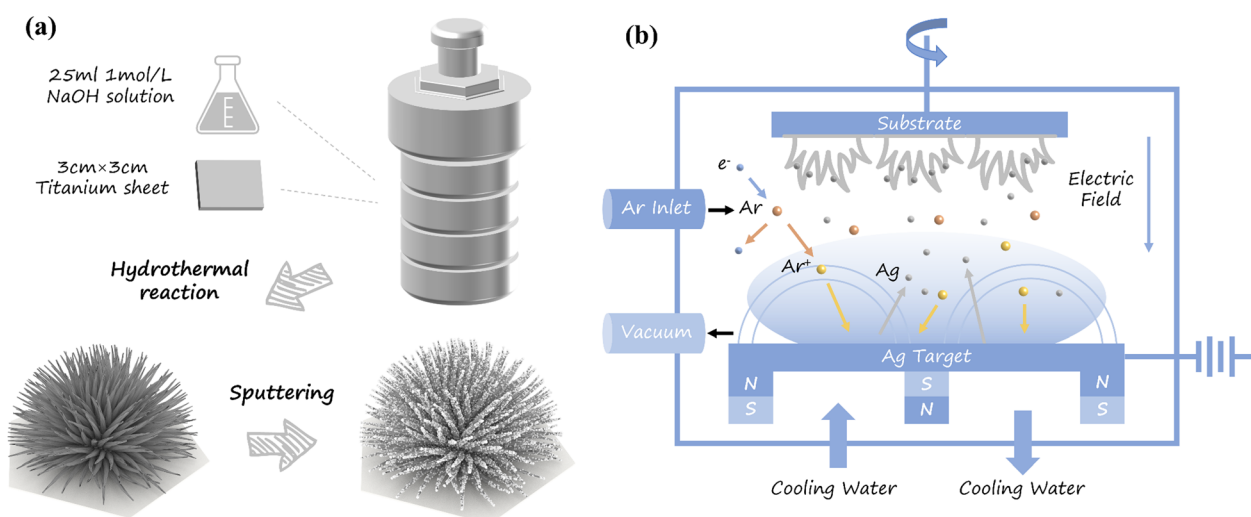 (a)
25ml 1mol/L
NaOH solution
3cm×3cm
Titanium sheet
Hydrothermal
reaction
Sputtering
(b)
Substrate
e-
Ar Inlet
Ar
Electric
Field
Ar+
Ag
Vacuum
Ag Target
N
S
S
N
N
S
Cooling Water
Cooling Water